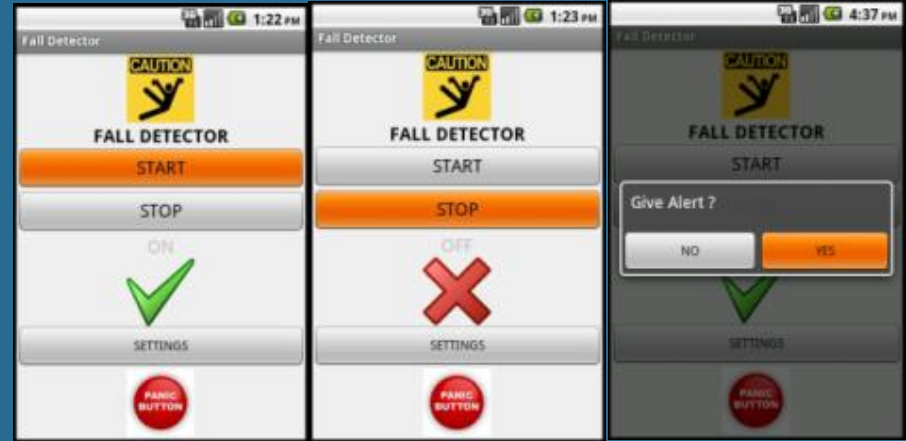 1:22 PM
Fall Detector
CAUTION
FALL DETECTOR
START
STOP
ON
SETTINGS
PANIC
BUTTON
1:23 PM
Fall Detector
CAUTION
FALL DETECTOR
START
STOP
OFF
SETTINGS
PANIC
BUTTON
4:37 PM
Fall Detector
CAUTION
FALL DETECTOR
START
Give Alert ?
NO YES
SETTINGS
PANIC
BUTTON